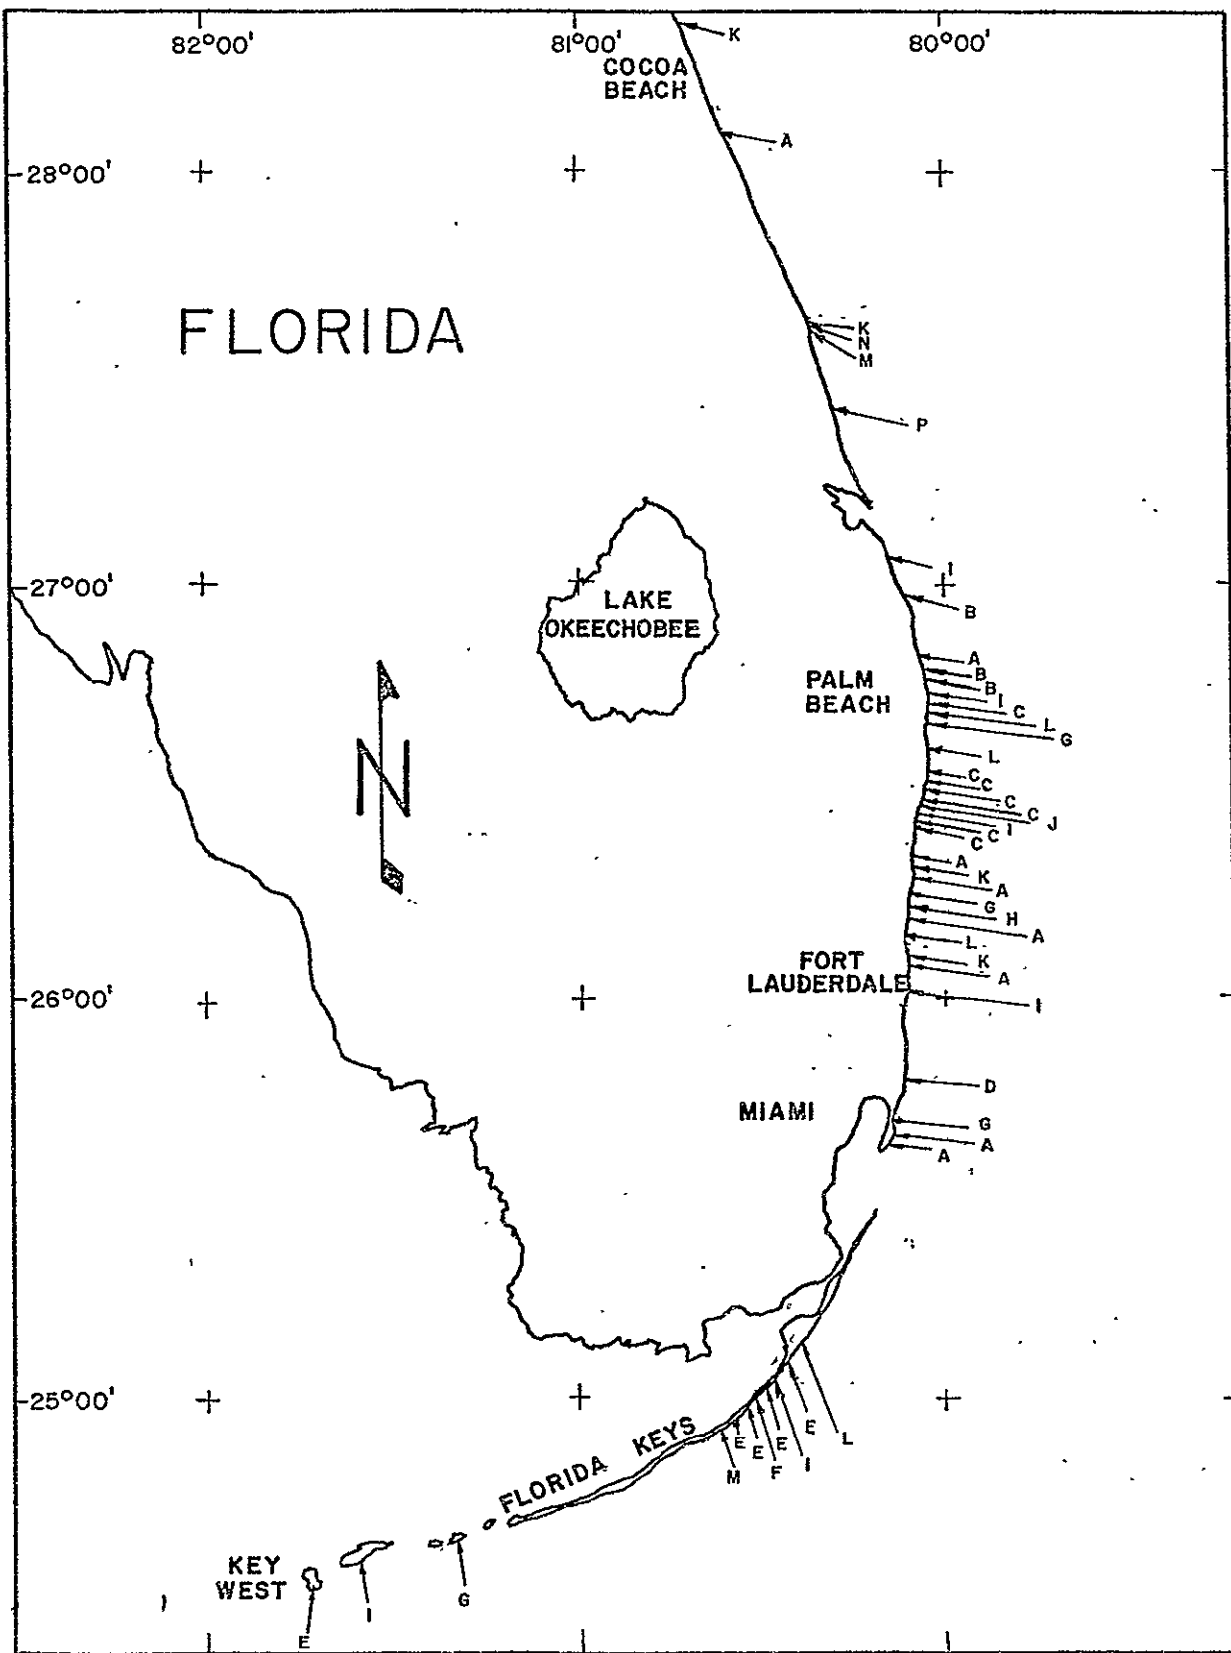 82°00' 81°00' 80°00'
K
COCOA
BEACH
A
28°00'
FLORIDA
K
N
M
P
I
27°00'
LAKE
OKEECHOBEE
B
A
B
B
PALM
BEACH
I
C
L
G
N
L
C
C
C
C
J
I
C
C
A
K
A
G
H
A
L
FORT
LAUDERDALE
K
A
26°00'
I
D
MIAMI
G
A
A
25°00'
FLORIDA KEYS
L
E
I
E
F
E
E
M
KEY
WEST
G
I
E